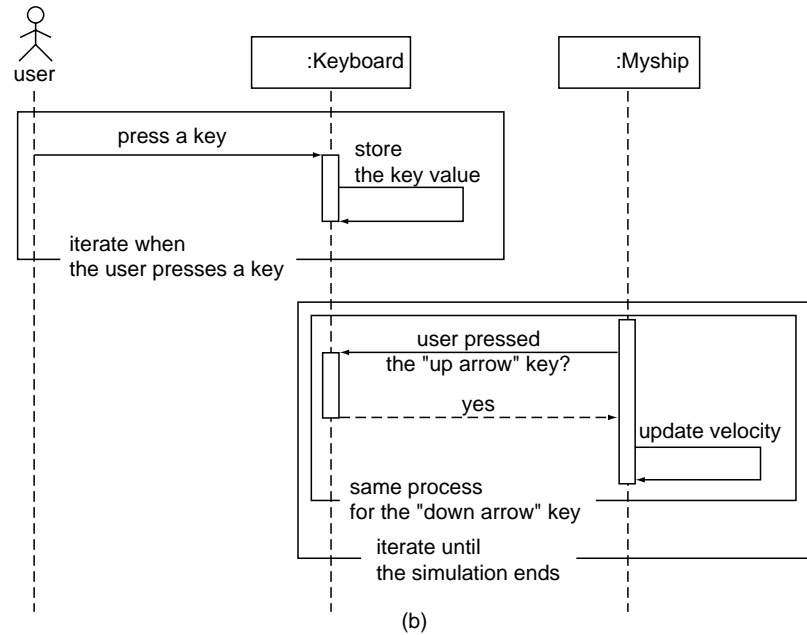 user
:Keyboard
:Myship
press a key
store
the key value
iterate when
the user presses a key
user pressed
the "up arrow" key?
yes
update velocity
same process
for the "down arrow" key
iterate until
the simulation ends
(b)